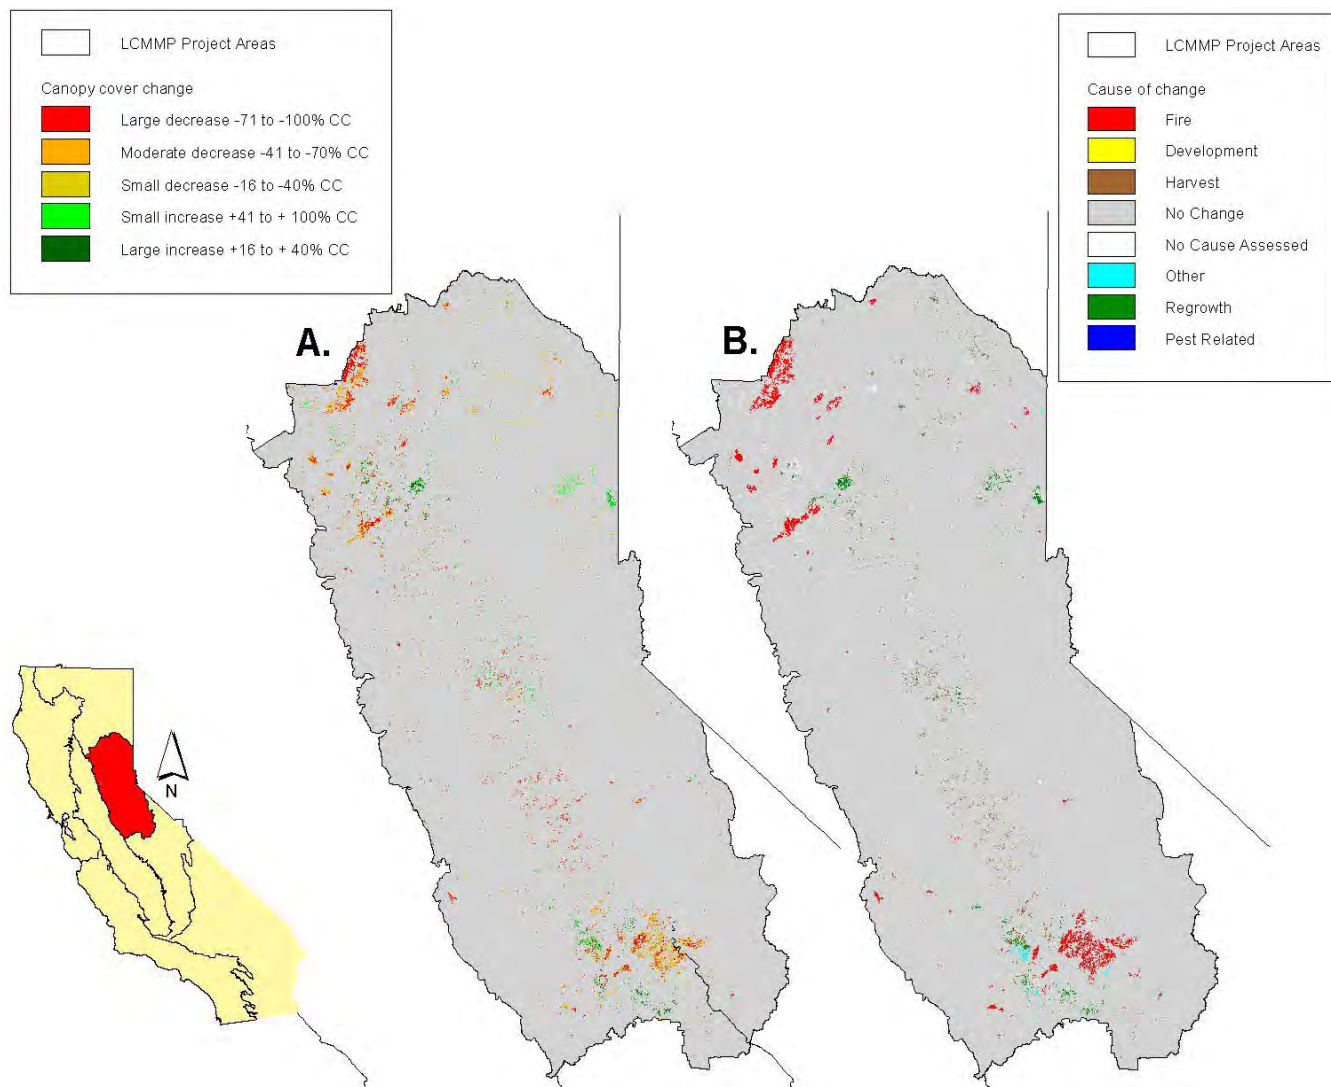 LCMMP Project Areas
Canopy cover change
Large decrease -71 to -100% CC
Moderate decrease -41 to -70% CC
Small decrease -16 to -40% CC
Small increase +41 to + 100% CC
Large increase +16 to + 40% CC
LCMMP Project Areas
Cause of change
Fire
Development
Harvest
No Change
No Cause Assessed
Other
Regrowth
Pest Related
A.
B.
N